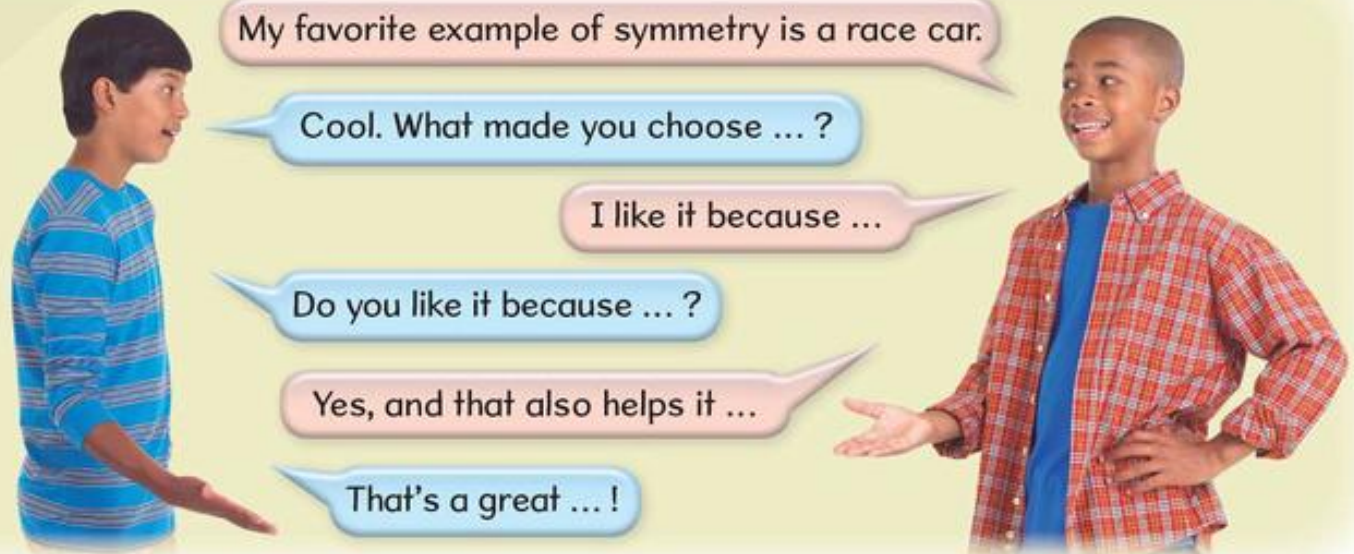 My favorite example of symmetry is a race car.
Cool. What made you choose ... ?
I like it because ...
Do you like it because ... ?
Yes, and that also helps it ...
That's a great ... !